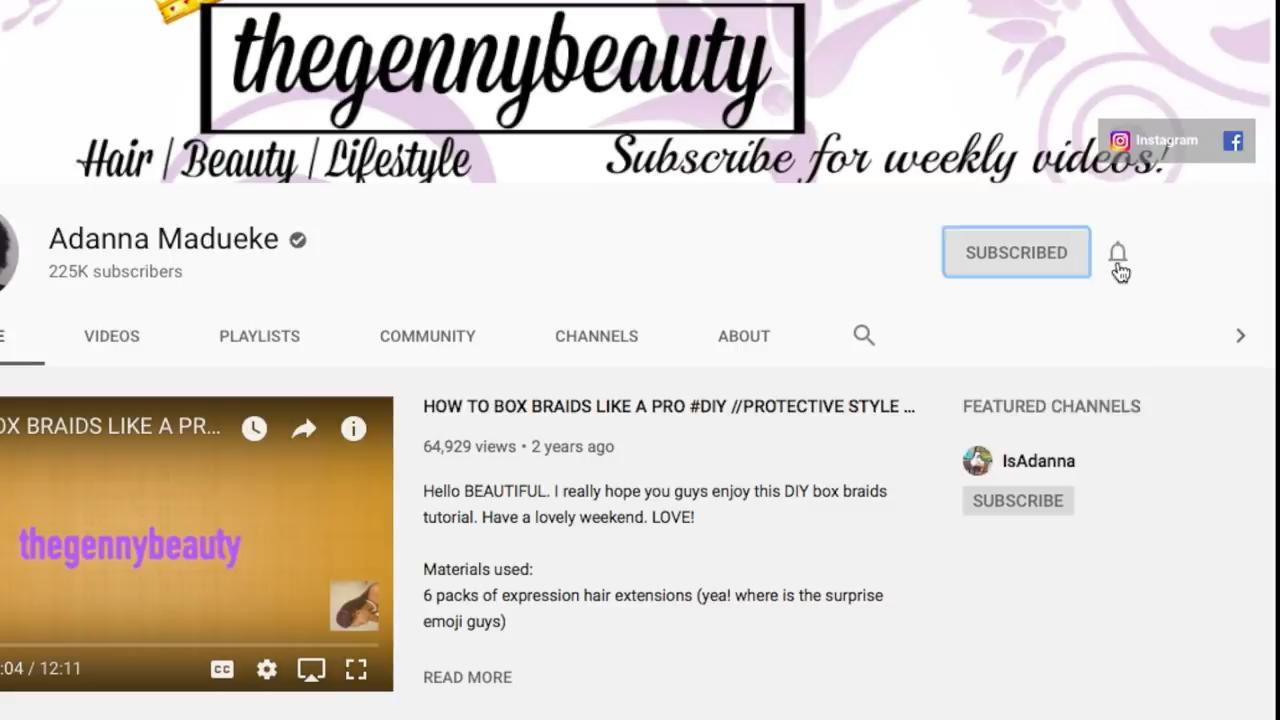 thegennybeauty
Hair | Beauty | Lifestyle
Subscribe for weekly videos!
Instagram
Adanna Madueke
225K subscribers
SUBSCRIBED
E
VIDEOS
PLAYLISTS
COMMUNITY
CHANNELS
ABOUT
OX BRAIDS LIKE A PR...
thegennybeauty
:04 / 12:11
CC
HOW TO BOX BRAIDS LIKE A PRO #DIY //PROTECTIVE STYLE ...
64,929 views • 2 years ago
Hello BEAUTIFUL. I really hope you guys enjoy this DIY box braids
tutorial. Have a lovely weekend. LOVE!
Materials used:
6 packs of expression hair extensions (yea! where is the surprise
emoji guys)
READ MORE
FEATURED CHANNELS
IsAdanna
SUBSCRIBE